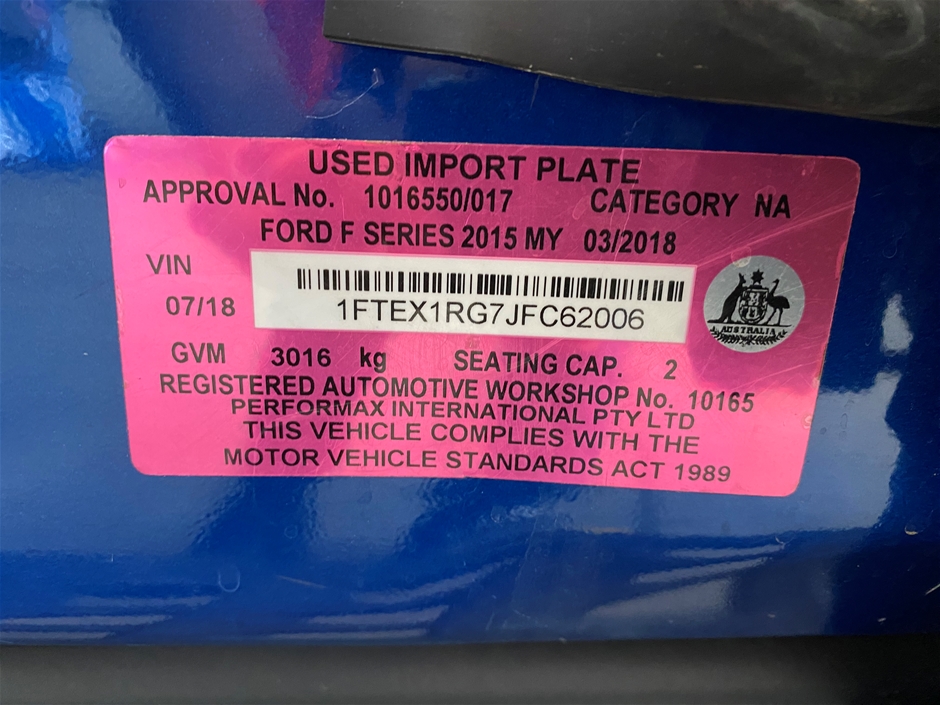 USED IMPORT PLATE
APPROVAL No. 1016550/017 CATEGORY NA
FORD F SERIES 2015 MY 03/2018
VIN
07/18 1FTEX1RG7JFC62006
AUSTRALIA
GVM 3016 kg SEATING CAP. 2
REGISTERED AUTOMOTIVE WORKSHOP No. 10165
PERFORMAX INTERNATIONAL PTY LTD
THIS VEHICLE COMPLIES WITH THE
MOTOR VEHICLE STANDARDS ACT 1989